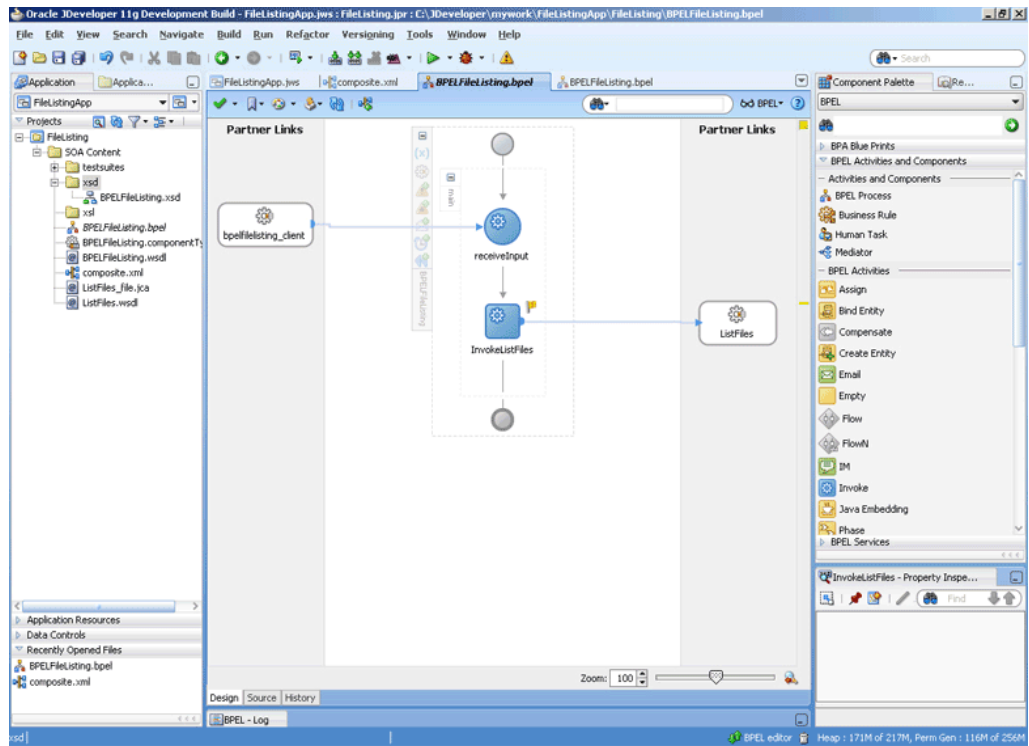 Oracle JDeveloper 11g Development Build - FileListingApp.jws : FileListing.jpr : C:\JDeveloper\mywork\FileListingApp\FileListing\BPELFileListing.bpel
File Edit View Search Navigate Build Run Refactor Versigning Tools Window Help
Search
Application
Applica...
FileListingApp
Projects
FileListing
SOA Content
testsuites
xsd
BPELFileListing.xsd
xsl
BPELFileListing.bpel
BPELFileListing.componentTy
BPELFileListing.wsdl
composite.xml
ListFiles_file.jca
ListFiles.wsdl
Application Resources
Data Controls
Recently Opened Files
BPELFileListing.bpel
composite.xml
FileListingApp.jws
composite.xml
BPELFileListing.bpel
BPELFileListing.bpel
BPEL
Partner Links
Partner Links
main
BPELFileListing
bpelfilelisting_client
receiveInput
InvokeListFiles
ListFiles
Zoom: 100
Design Source History
BPEL - Log
Component Palette
Re...
BPEL
BPA Blue Prints
BPEL Activities and Components
Activities and Components
BPEL Process
Business Rule
Human Task
Mediator
BPEL Activities
Assign
Bind Entity
Compensate
Create Entity
Email
Empty
Flow
FlowN
IM
Invoke
Java Embedding
Phase
BPEL Services
InvokeListFiles - Property Inspe...
Find
xsd
BPEL editor
Heap : 171M of 217M, Perm Gen : 116M of 256M